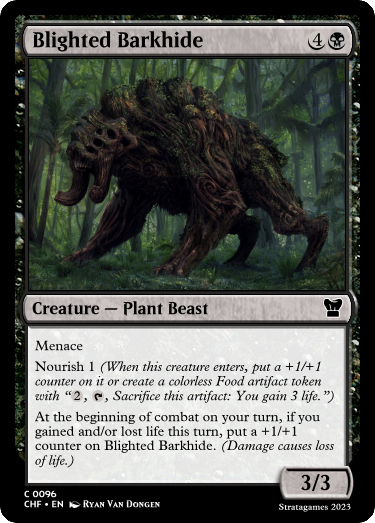 Blighted Barkhide 4
Creature — Plant Beast
Menace
Nourish 1 (When this creature enters, put a +1/+1
counter on it or create a colorless Food artifact token
with “2, , Sacrifice this artifact: You gain 3 life.”)
At the beginning of combat on your turn, if you
gained and/or lost life this turn, put a +1/+1
counter on Blighted Barkhide. (Damage causes loss
of life.)
3/3
C 0096
CHF • EN Ryan Van Dongen
Stratagames 2023